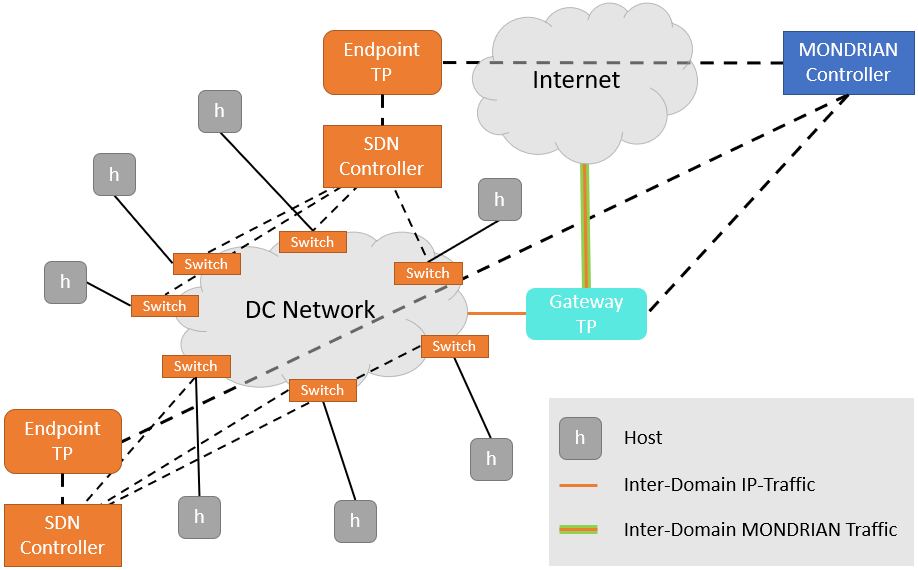 Endpoint
TP
Internet
MONDRIAN
Controller
h
SDN
Controller
h
h
Switch
Switch
Switch
h
Switch
DC Network
Gateway
TP
Switch
Switch
Switch
Endpoint
TP
h
h
h
SDN
Controller
h Host
Inter-Domain IP-Traffic
Inter-Domain MONDRIAN Traffic